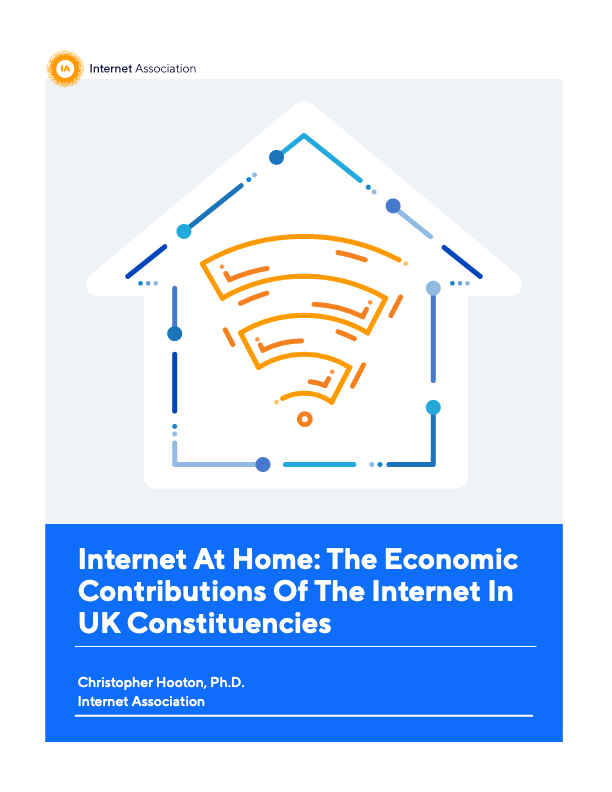 IA
Internet Association
Internet At Home: The Economic
Contributions Of The Internet In
UK Constituencies
Christopher Hooton, Ph.D.
Internet Association